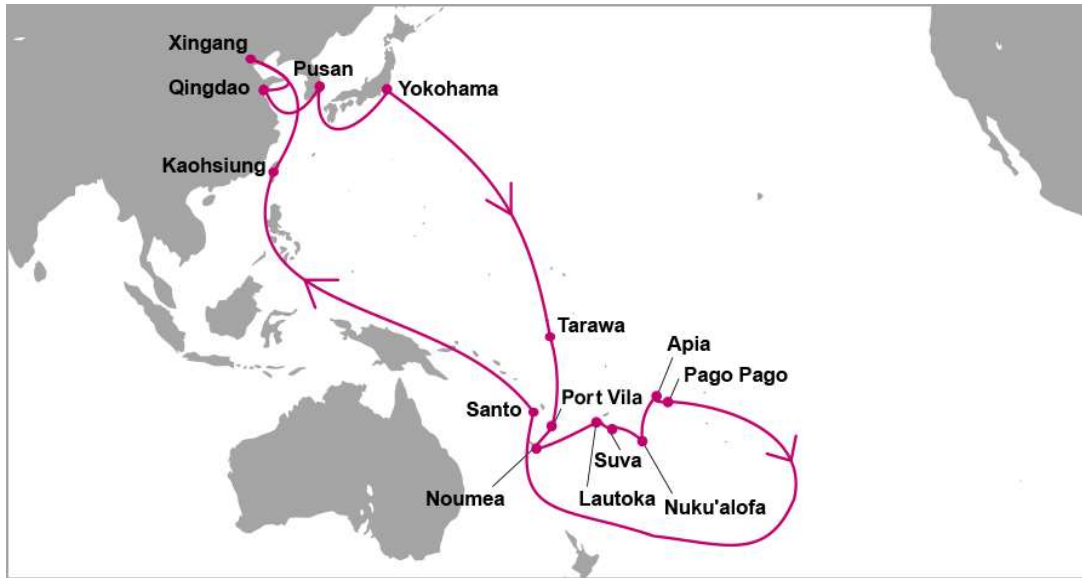 Xingang
Pusan
Qingdao
Yokohama
Kaohsiung
Tarawa
Apia
Pago Pago
Port Vila
Santo
Suva
Noumea
Lautoka
Nuku'alofa